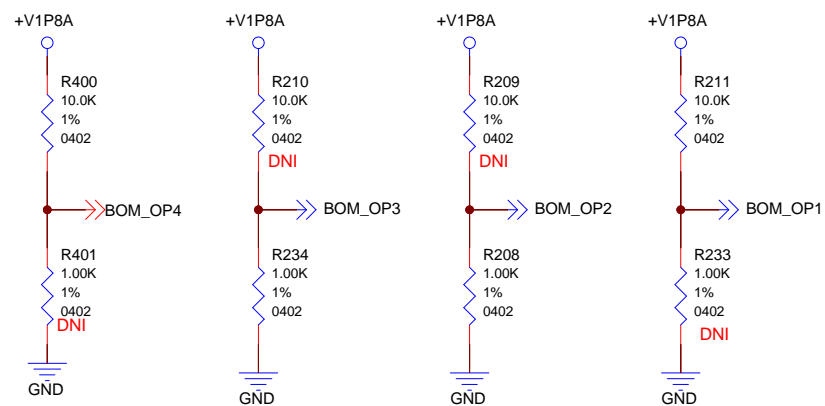 +V1P8A
R400
10.0K
1%
0402
BOM_OP4
R401
1.00K
1%
0402
DNI
GND
+V1P8A
R210
10.0K
1%
0402
DNI
BOM_OP3
R234
1.00K
1%
0402
GND
+V1P8A
R209
10.0K
1%
0402
DNI
BOM_OP2
R208
1.00K
1%
0402
GND
+V1P8A
R211
10.0K
1%
0402
BOM_OP1
R233
1.00K
1%
0402
DNI
GND